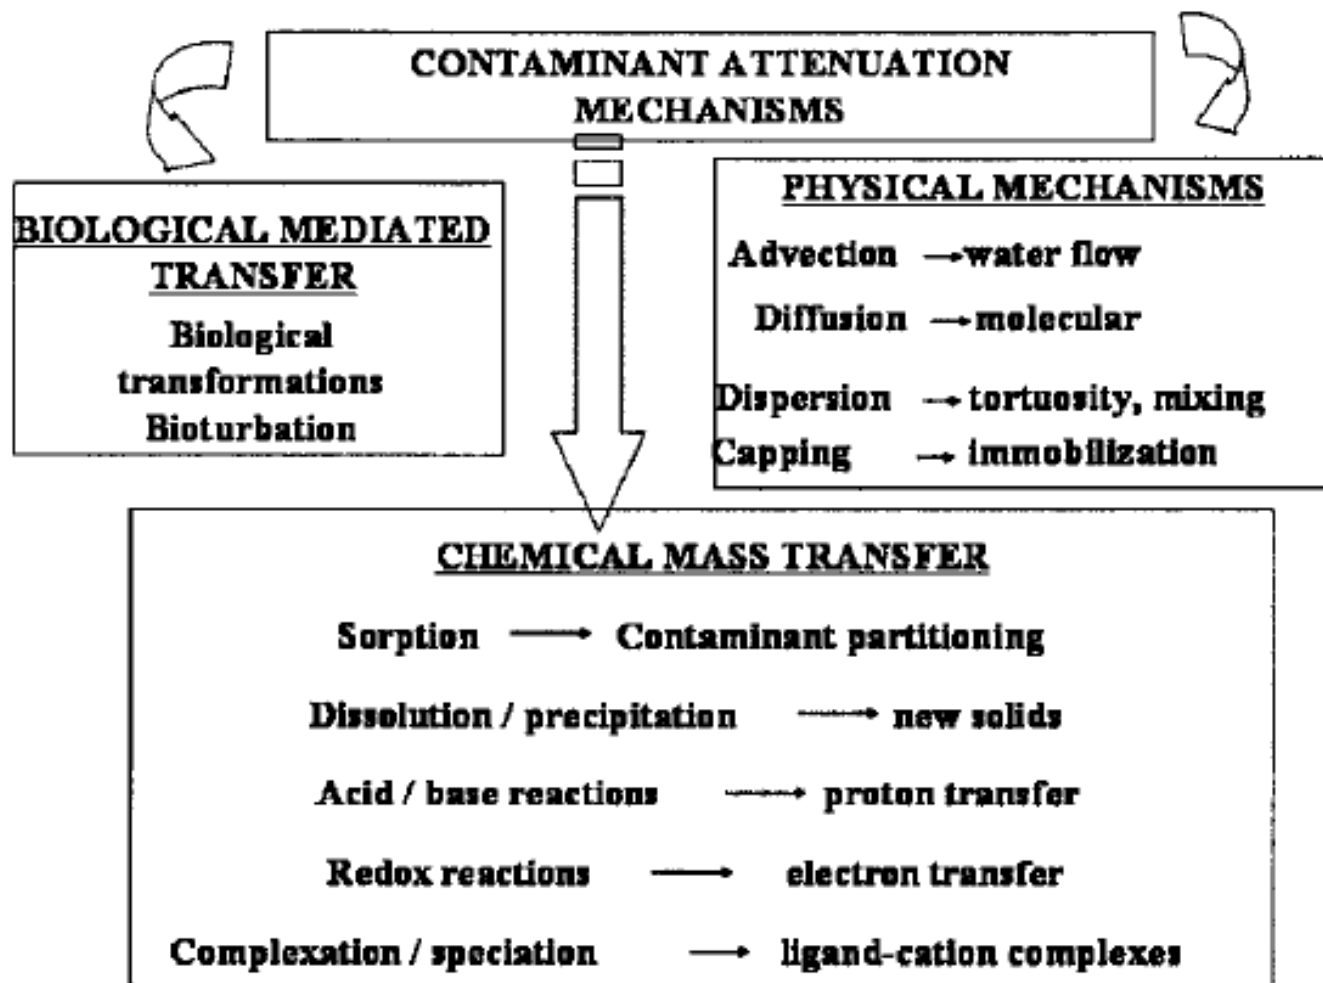 CONTAMINANT ATTENUATION
MECHANISMS
BIOLOGICAL MEDIATED
TRANSFER
Biological
transformations
Bioturbation
PHYSICAL MECHANISMS
Advection → water flow
Diffusion → molecular
Dispersion → tortuosity, mixing
Capping → immobilization
CHEMICAL MASS TRANSFER
Sorption → Contaminant partitioning
Dissolution / precipitation → new solids
Acid / base reactions → proton transfer
Redox reactions → electron transfer
Complexation / speciation → ligand-cation complexes